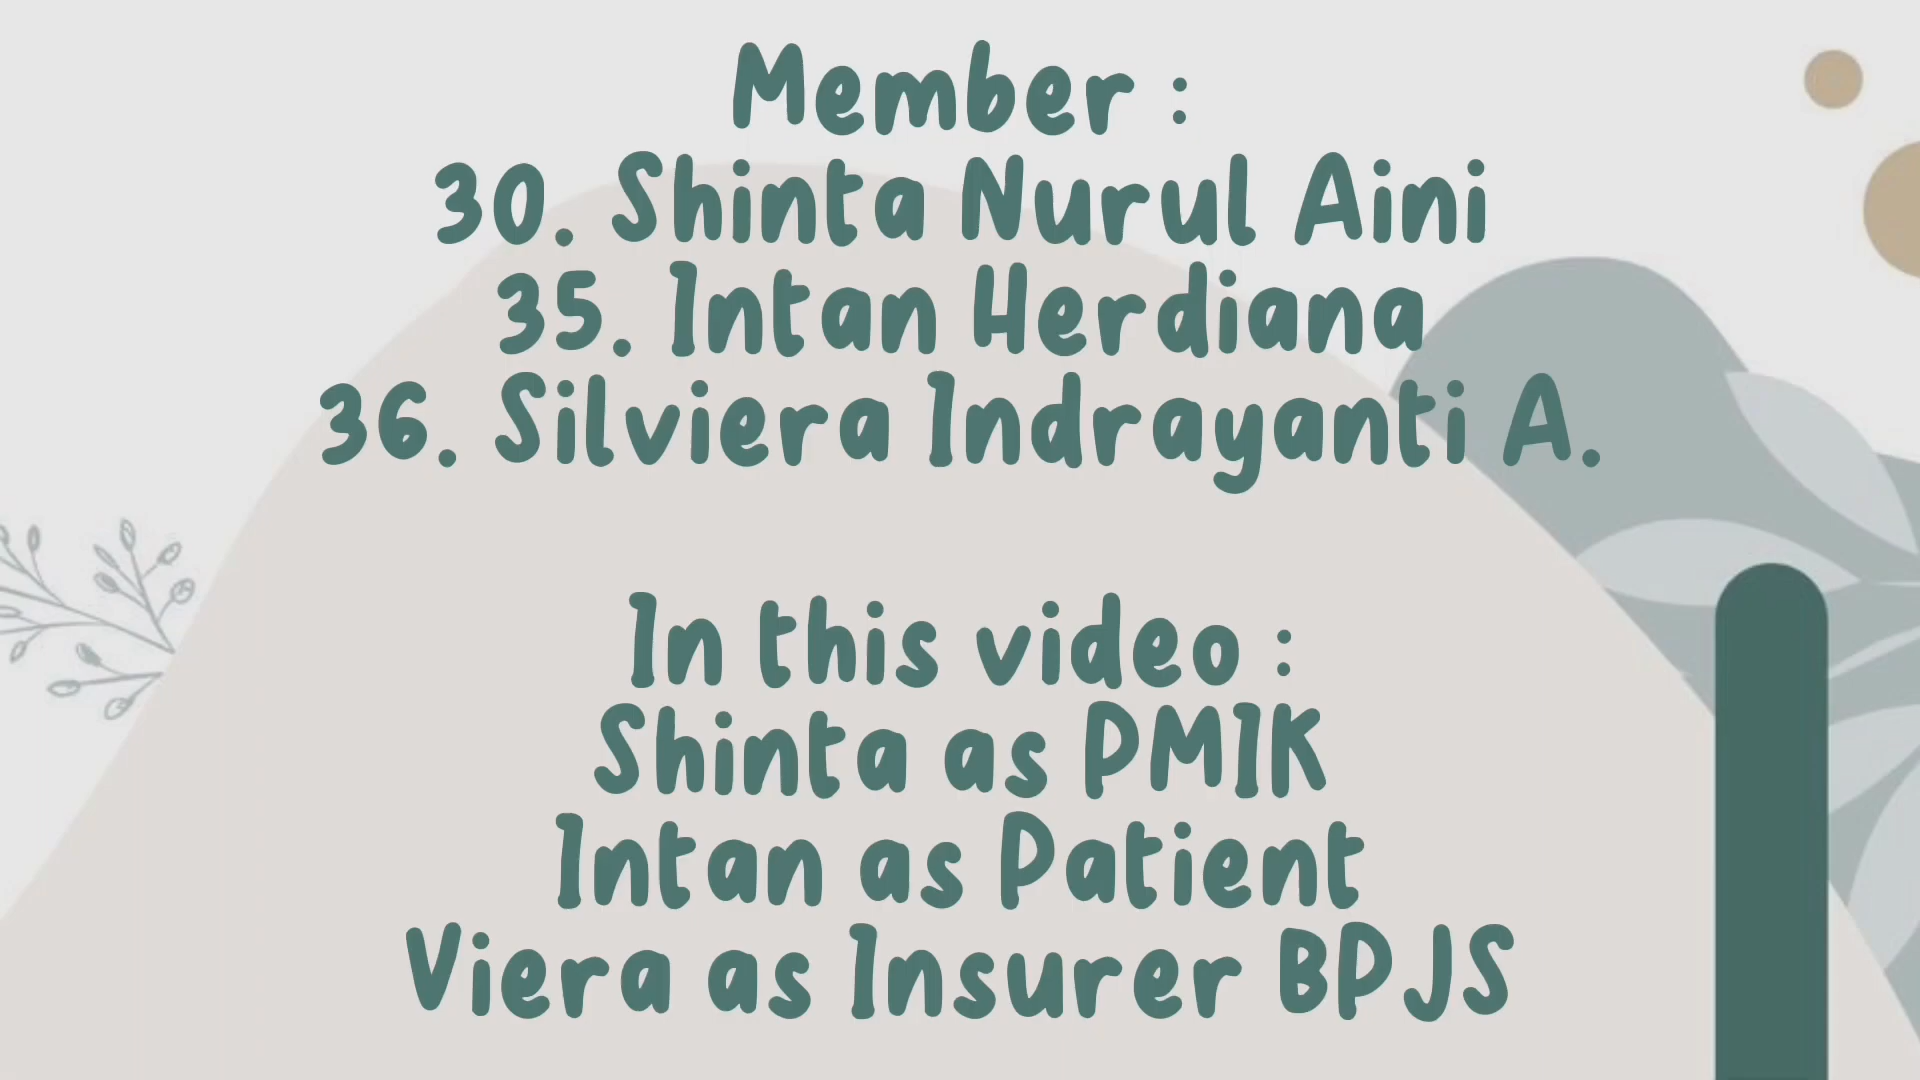 Member :
30. Shinta Nurul Aini
35. Intan Herdiana
36. Silviera Indrayanti A.
In this video :
Shinta as PMIK
Intan as Patient
Viera as Insurer BPJS